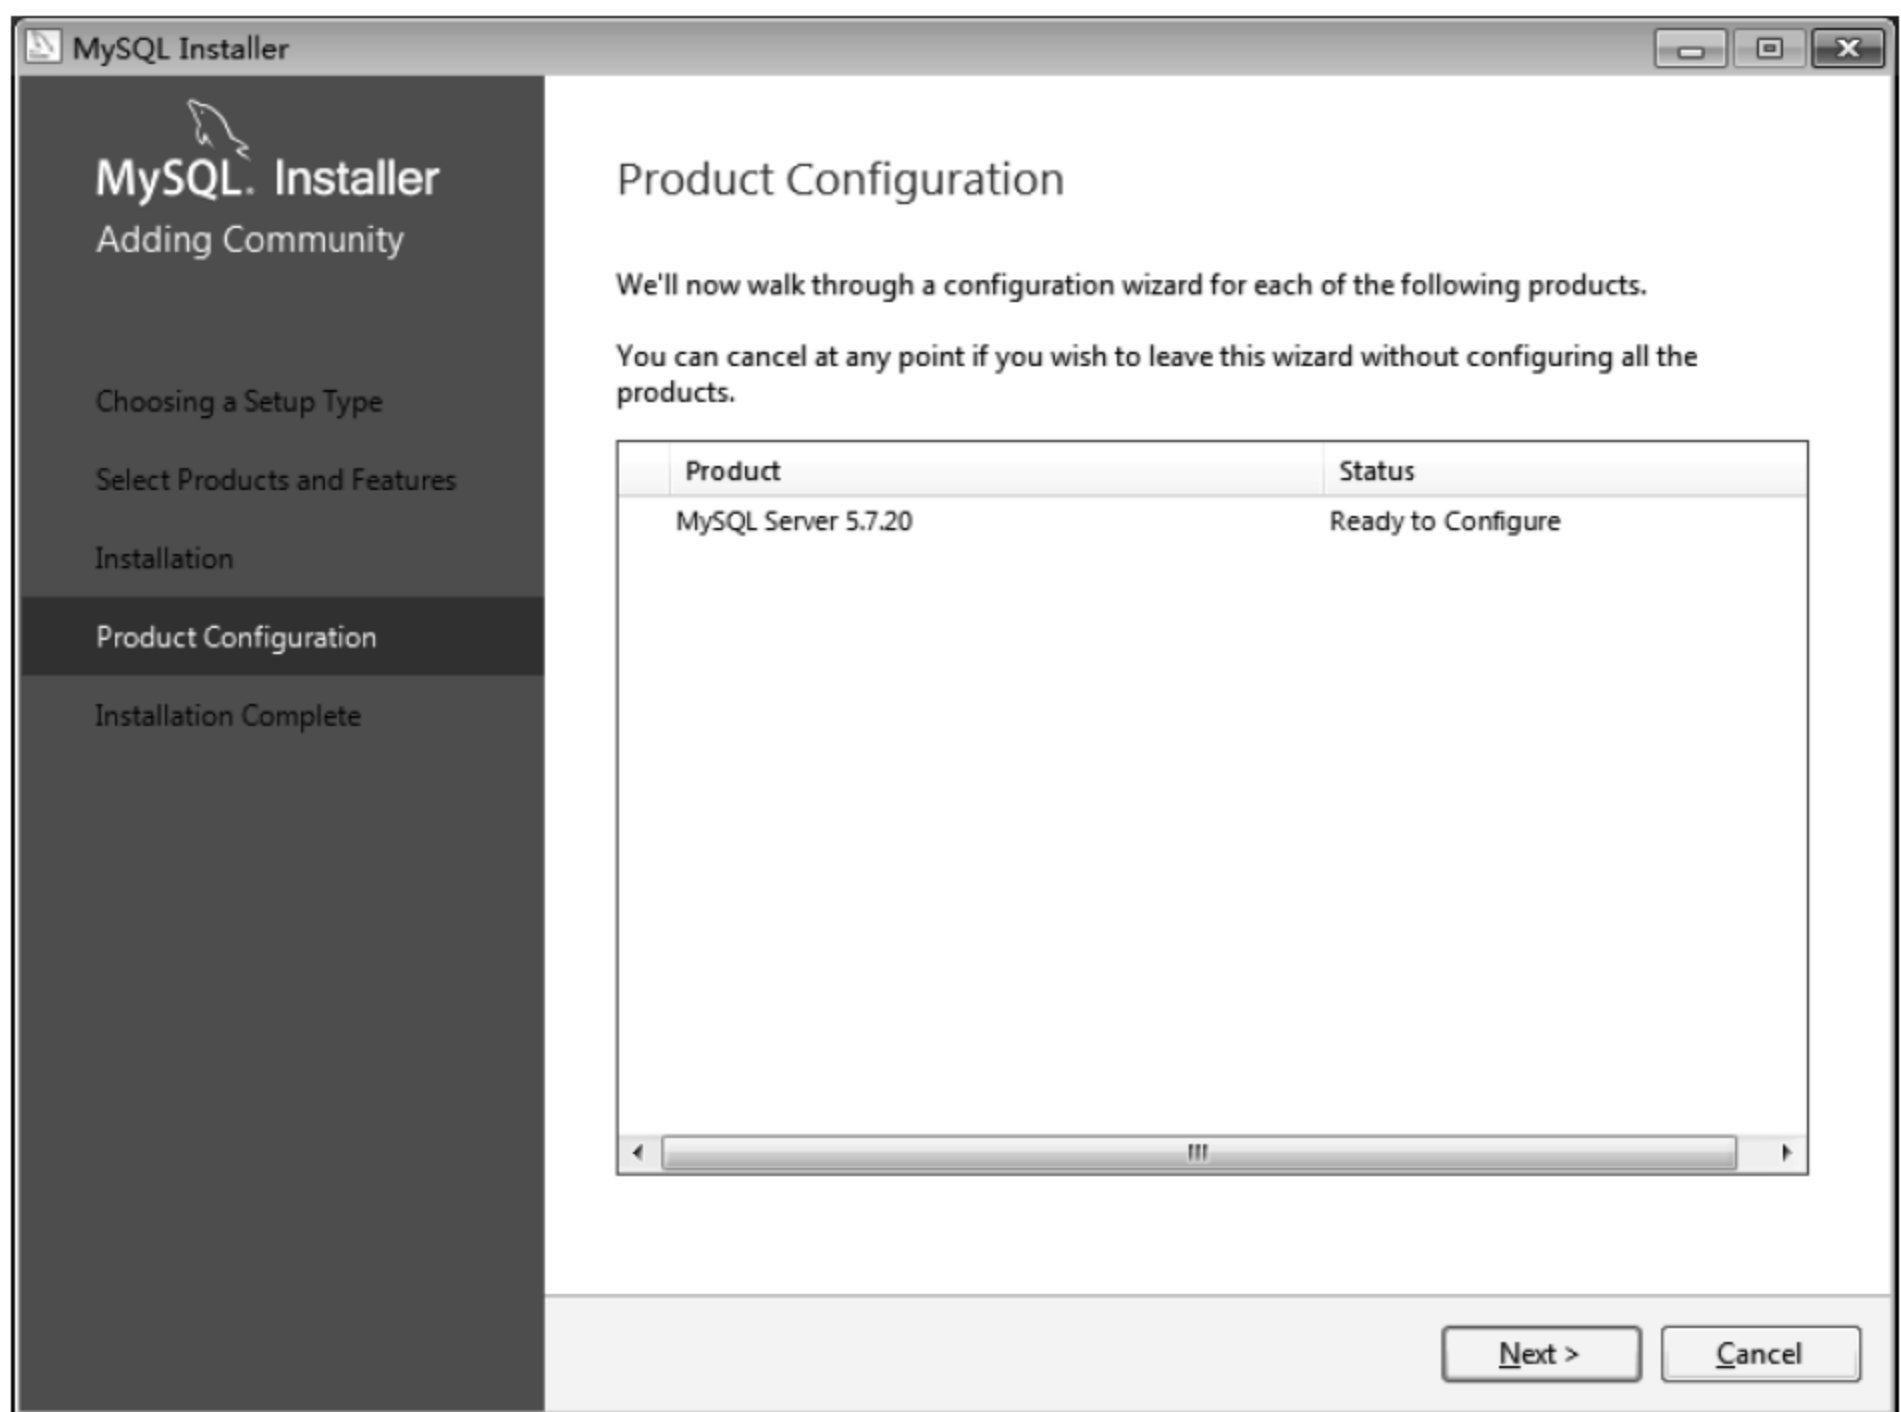 MySQL Installer
MySQL. Installer
Adding Community
Choosing a Setup Type
Select Products and Features
Installation
Product Configuration
Installation Complete
Product Configuration
We'll now walk through a configuration wizard for each of the following products.
You can cancel at any point if you wish to leave this wizard without configuring all the
products.
Product Status
MySQL Server 5.7.20 Ready to Configure
Next > Cancel